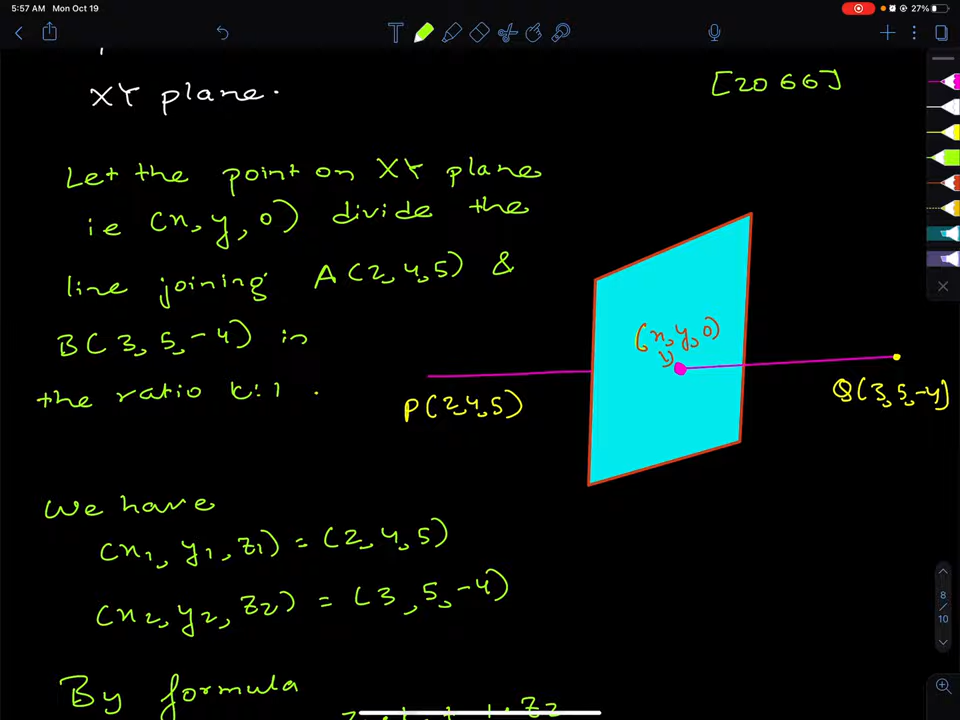 5:57 AM Mon Oct 19
27%
XY plane.
[2066]
Let the point on XY plane
ie (x, y, 0) divide the
line joining A(2,4,5) &
B(3,5,-4) in
the ratio k:1.
(x,y,0)
P(2,4,5)
Q(3,5,-4)
We have
(x1, y1, z1) = (2,4,5)
(x2, y2, z2) = (3,5,-4)
By formula
8
/
10